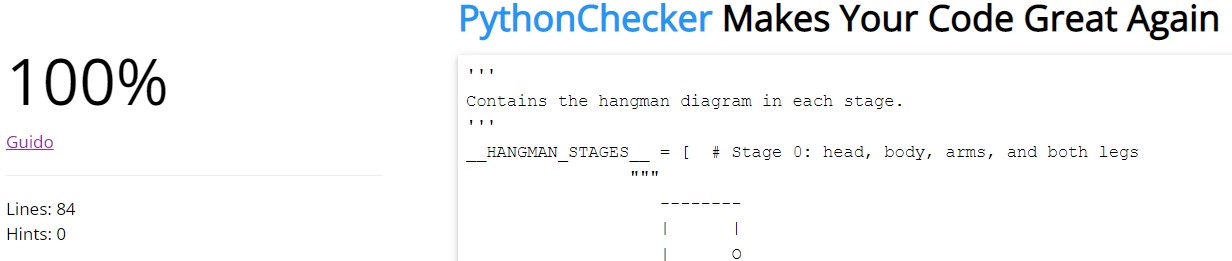 PythonChecker Makes Your Code Great Again
100%
Guido
Lines: 84
Hints: 0
'''
Contains the hangman diagram in each stage.
'''
__HANGMAN_STAGES__ = [  # Stage 0: head, body, arms, and both legs
"""
--------
|      |
|      O